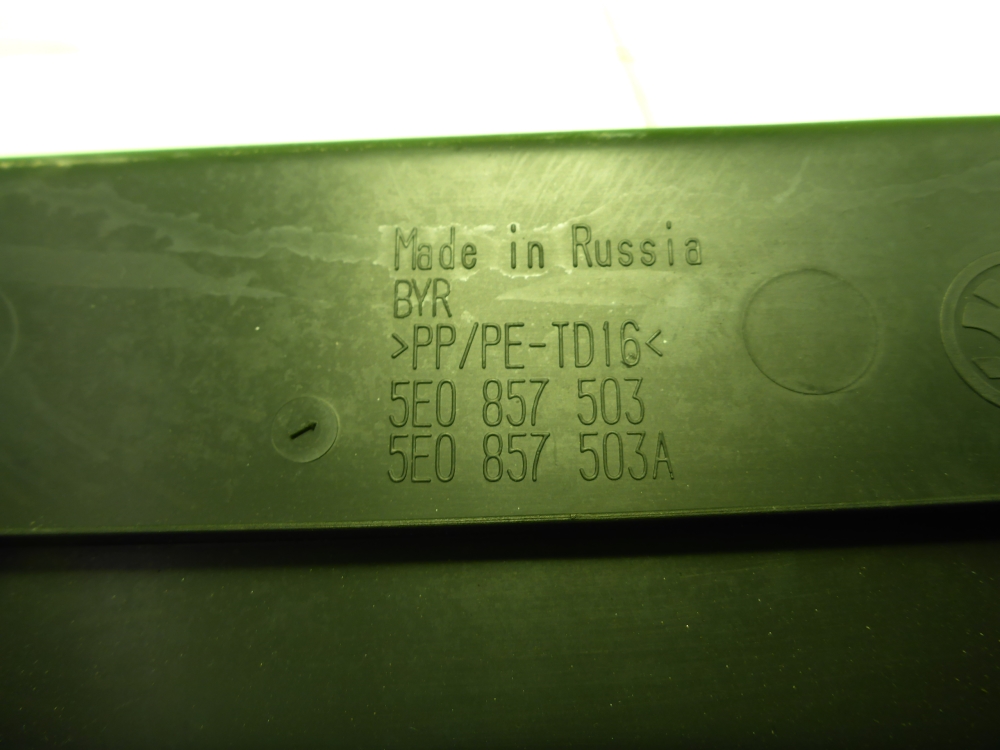 Made in Russia
BYR
>PP/PE-TD16<
5E0 857 503
5E0 857 503A